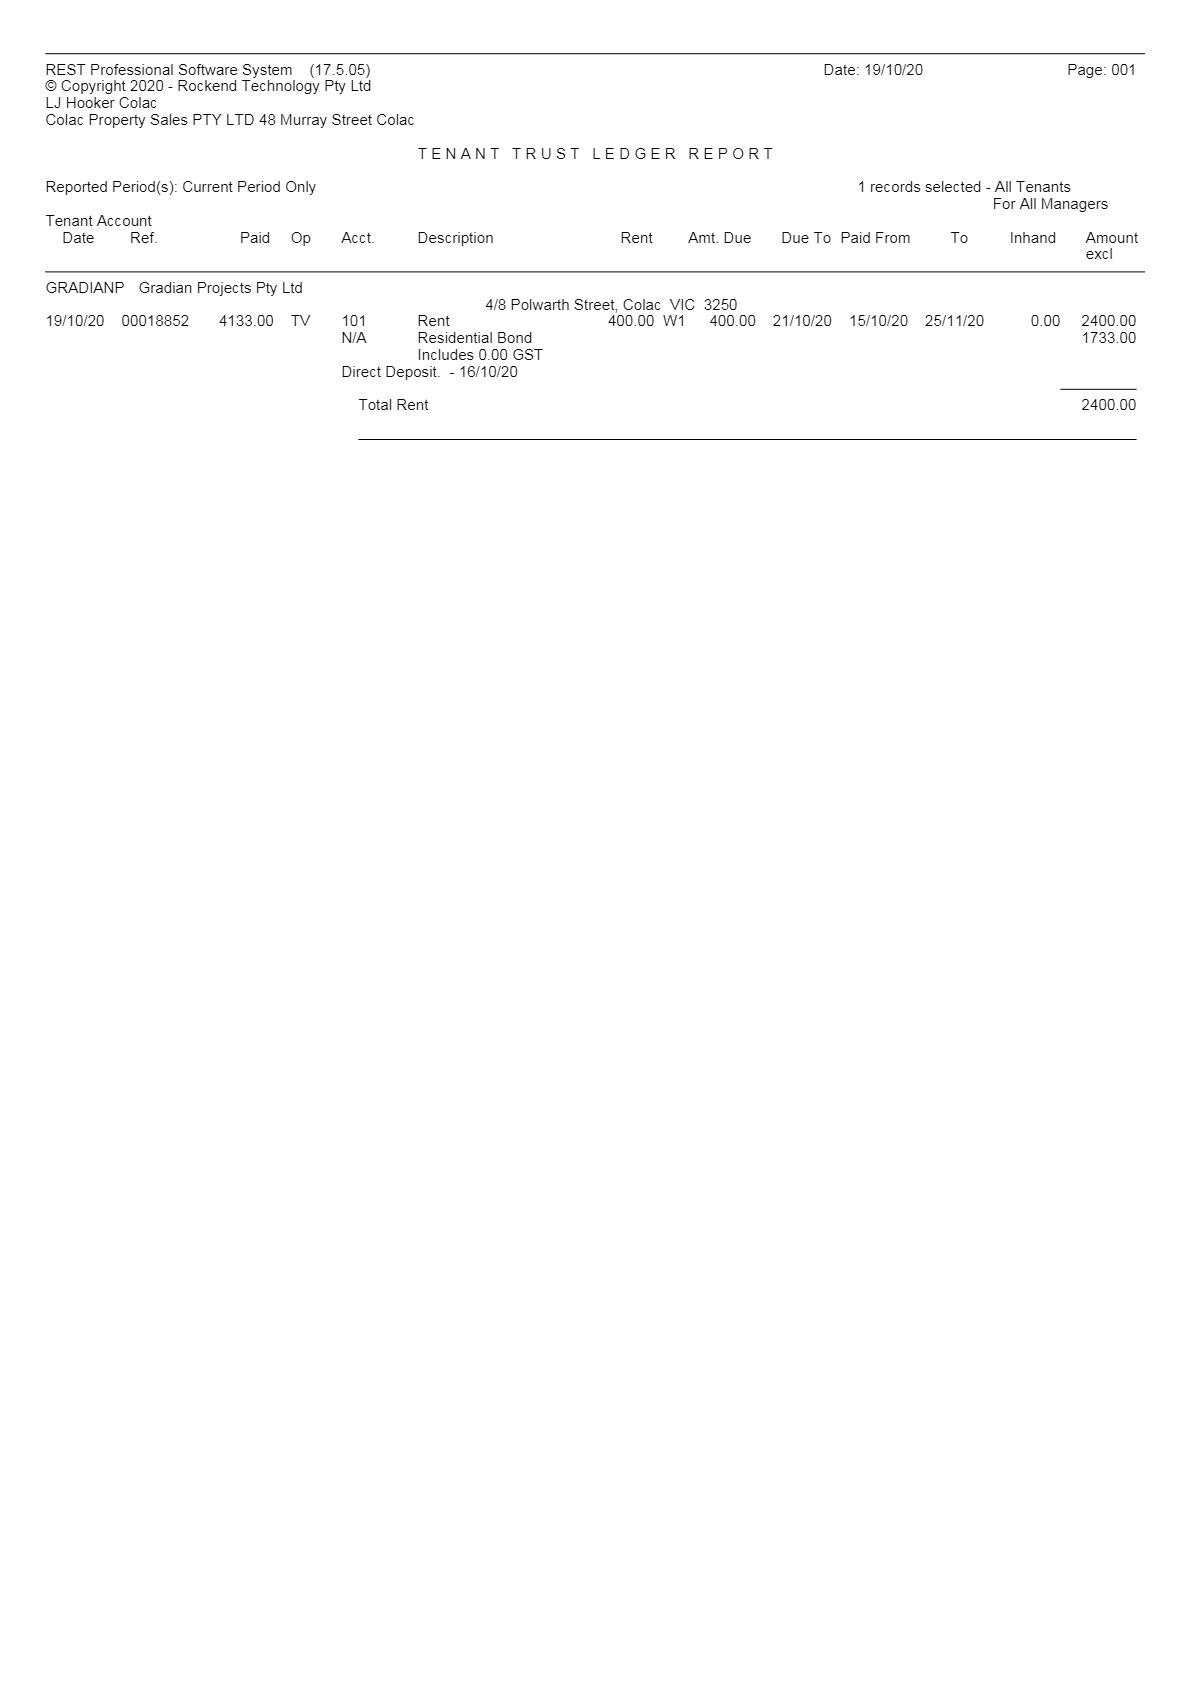 REST Professional Software System (17.5.05) Date: 19/10/20 Page: 001
© Copyright 2020 - Rockend Technology Pty Ltd
LJ Hooker Colac
Colac Property Sales PTY LTD 48 Murray Street Colac
TENANT TRUST LEDGER REPORT
Reported Period(s): Current Period Only 1 records selected - All Tenants
For All Managers
Tenant Account
Date Ref. Paid Op Acct. Description Rent Amt. Due Due To Paid From To Inhand Amount
excl
GRADIANP Gradian Projects Pty Ltd
4/8 Polwarth Street, Colac VIC 3250
19/10/20 00018852 4133.00 TV 101 Rent 400.00 W1 400.00 21/10/20 15/10/20 25/11/20 0.00 2400.00
N/A Residential Bond 1733.00
Includes 0.00 GST
Direct Deposit. - 16/10/20
Total Rent 2400.00